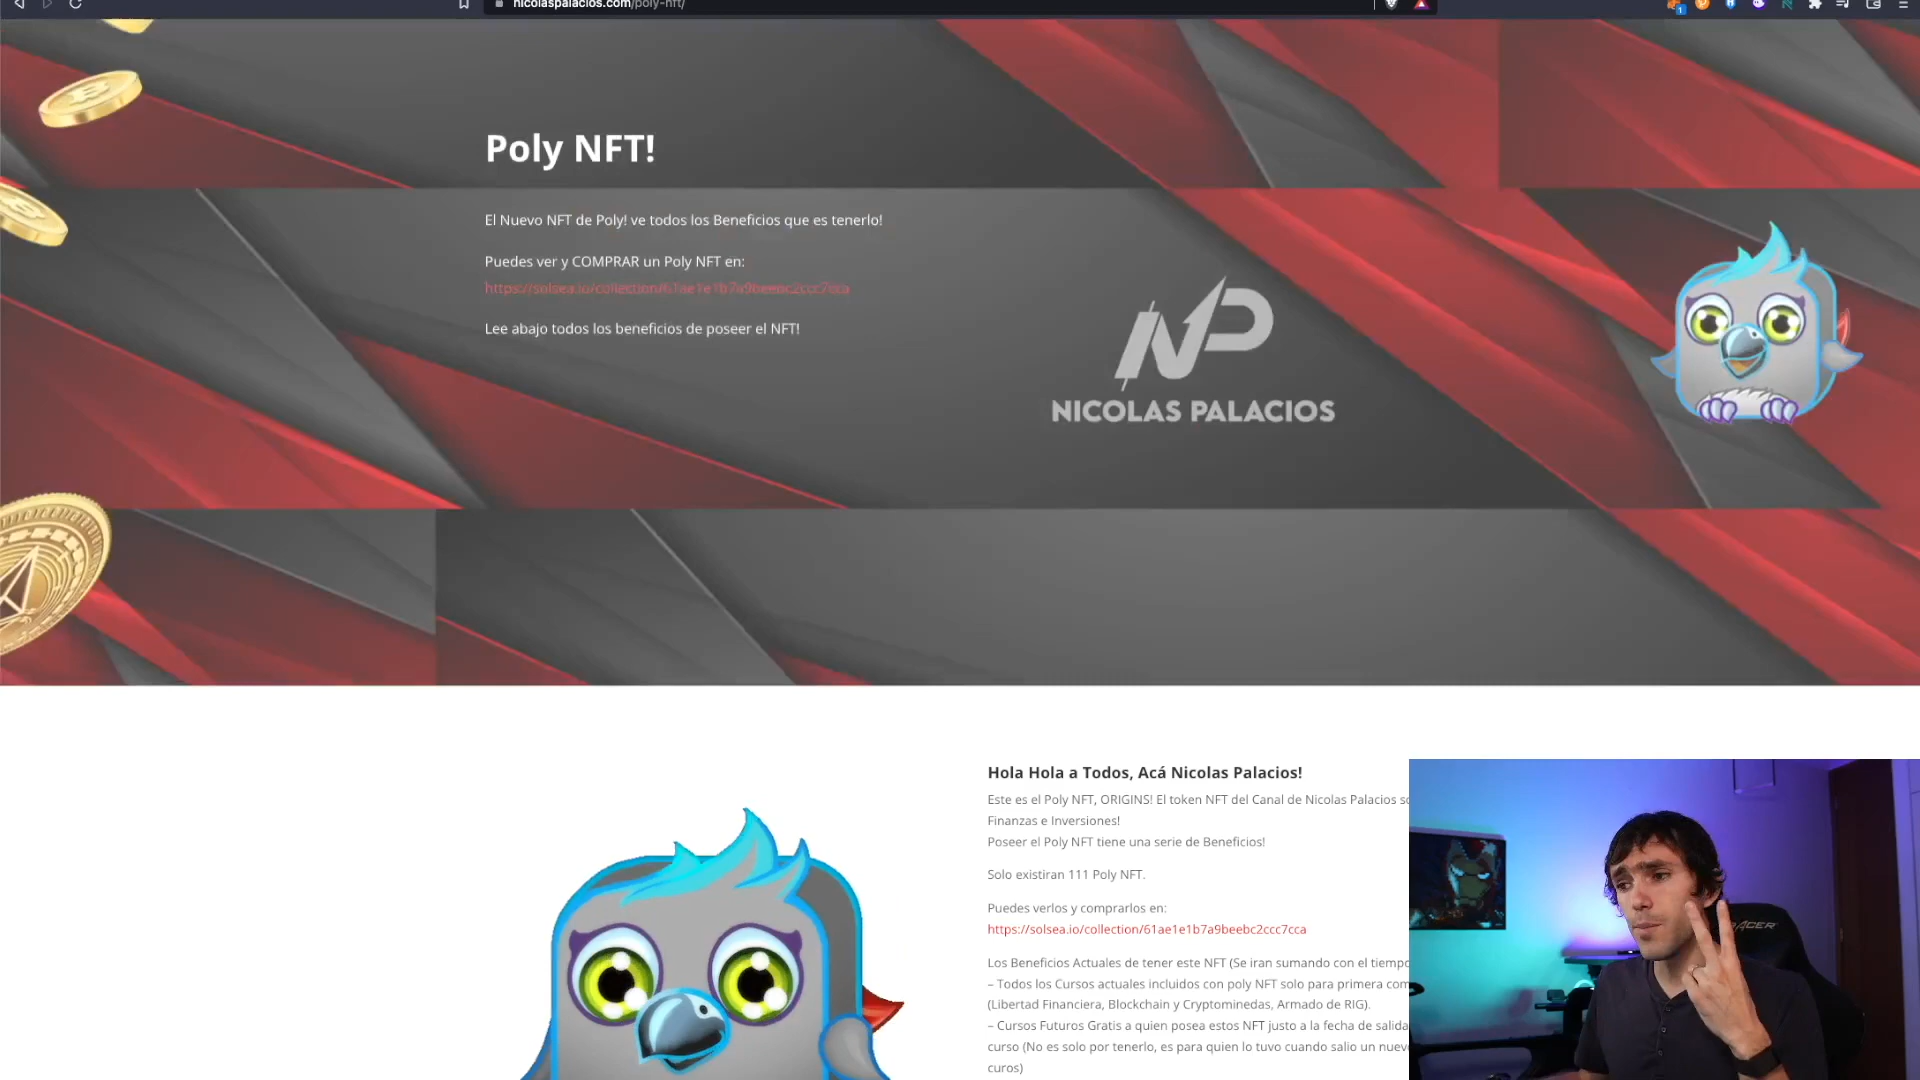 nicolaspalacios.com/poly-nft/
Poly NFT!
El Nuevo NFT de Poly! ve todos los Beneficios que es tenerlo!
Puedes ver y COMPRAR un Poly NFT en:
https://solsea.io/collection/61ae1e1b7a9beebc2ccc7cca
Lee abajo todos los beneficios de poseer el NFT!
NP
NICOLAS PALACIOS
Hola Hola a Todos, Acá Nicolas Palacios!
Este es el Poly NFT, ORIGINS! El token NFT del Canal de Nicolas Palacios
Finanzas e Inversiones!
Poseer el Poly NFT tiene una serie de Beneficios!
Solo existiran 111 Poly NFT.
Puedes verlos y comprarlos en:
https://solsea.io/collection/61ae1e1b7a9beebc2ccc7cca
Los Beneficios Actuales de tener este NFT (Se iran sumando con el tiempo
– Todos los Cursos actuales incluidos con poly NFT solo para primera
(Libertad Financiera, Blockchain y Cryptominedas, Armado de RIG).
– Cursos Futuros Gratis a quien posea estos NFT justo a la fecha de salida
curso (No es solo por tenerlo, es para quien lo tuvo cuando salio un
curos)